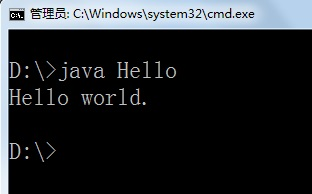 管理员: C:\Windows\system32\cmd.exe
D:\>java Hello
Hello world.
D:\>